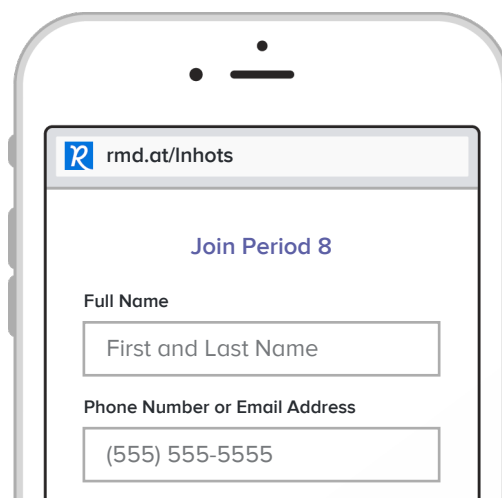 rmd.at/lnhots
Join Period 8
Full Name
First and Last Name
Phone Number or Email Address
(555) 555-5555